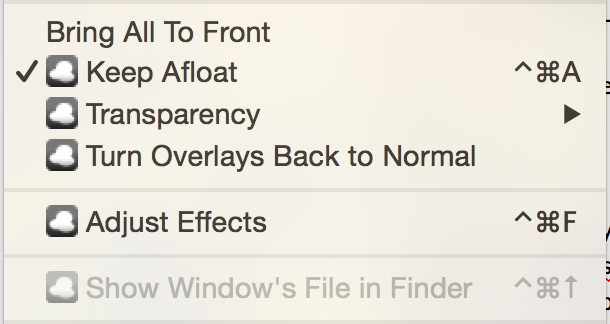 Bring All To Front
✓ Keep Afloat ^⌘A
Transparency ▶
Turn Overlays Back to Normal
Adjust Effects ^⌘F
Show Window's File in Finder ^⌘↑